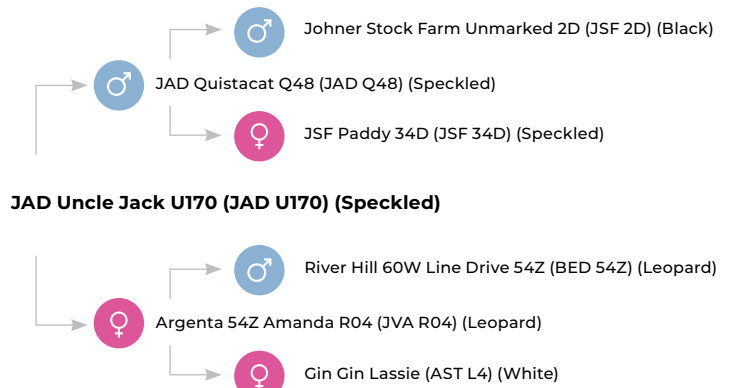 Johner Stock Farm Unmarked 2D (JSF 2D) (Black)
JAD Quistacat Q48 (JAD Q48) (Speckled)
JSF Paddy 34D (JSF 34D) (Speckled)
JAD Uncle Jack U170 (JAD U170) (Speckled)
River Hill 60W Line Drive 54Z (BED 54Z) (Leopard)
Argenta 54Z Amanda R04 (JVA R04) (Leopard)
Gin Gin Lassie (AST L4) (White)